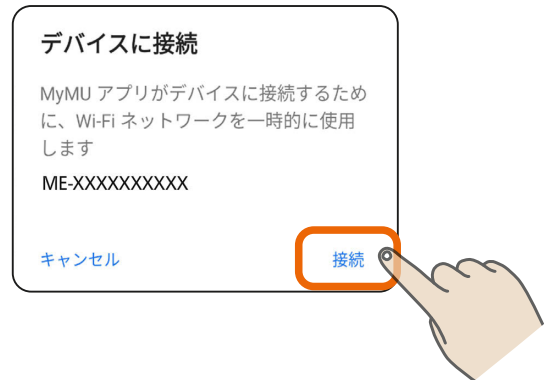 デバイスに接続
MyMU アプリがデバイスに接続するため
に、Wi-Fi ネットワークを一時的に使用
します
ME-XXXXXXXXXX
キャンセル
接続